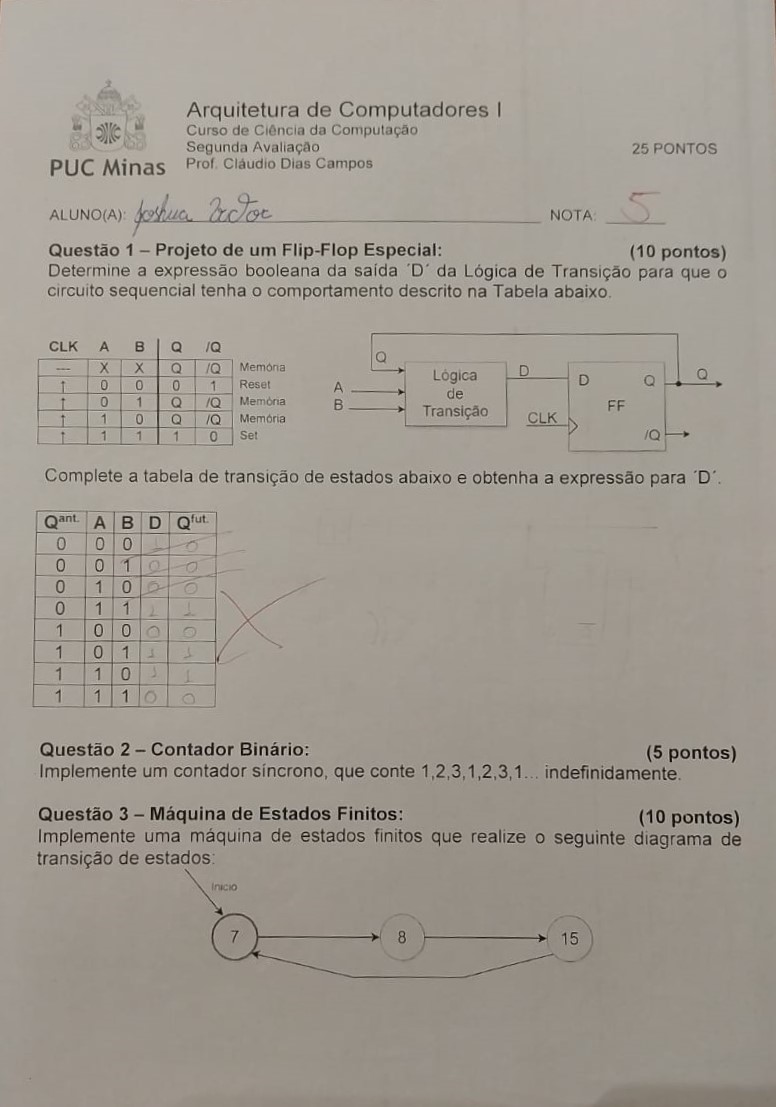 Arquitetura de Computadores I
Curso de Ciência da Computação
Segunda Avaliação
25 PONTOS
PUC Minas Prof. Cláudio Dias Campos
ALUNO(A): Joshua NOTA: 5
Questão 1 – Projeto de um Flip-Flop Especial: (10 pontos)
Determine a expressão booleana da saída ´D´ da Lógica de Transição para que o
circuito sequencial tenha o comportamento descrito na Tabela abaixo.
CLK A B Q /Q
--- X X Q /Q Memória
↑ 0 0 0 1 Reset
↑ 0 1 Q /Q Memória
↑ 1 0 Q /Q Memória
↑ 1 1 1 0 Set
Q
A
B
Lógica
de
Transição
D
CLK
D Q
FF
/Q
Q
Complete a tabela de transição de estados abaixo e obtenha a expressão para ´D´.
Qant. A B D Qfut.
0 0 0 1 0
0 0 1 0 0
0 1 0 0 0
0 1 1 1 1
1 0 0 0 0
1 0 1 1 1
1 1 0 1 1
1 1 1 0 0
Questão 2 – Contador Binário: (5 pontos)
Implemente um contador síncrono, que conte 1,2,3,1,2,3,1... indefinidamente.
Questão 3 – Máquina de Estados Finitos: (10 pontos)
Implemente uma máquina de estados finitos que realize o seguinte diagrama de
transição de estados:
Inicio
7 8 15